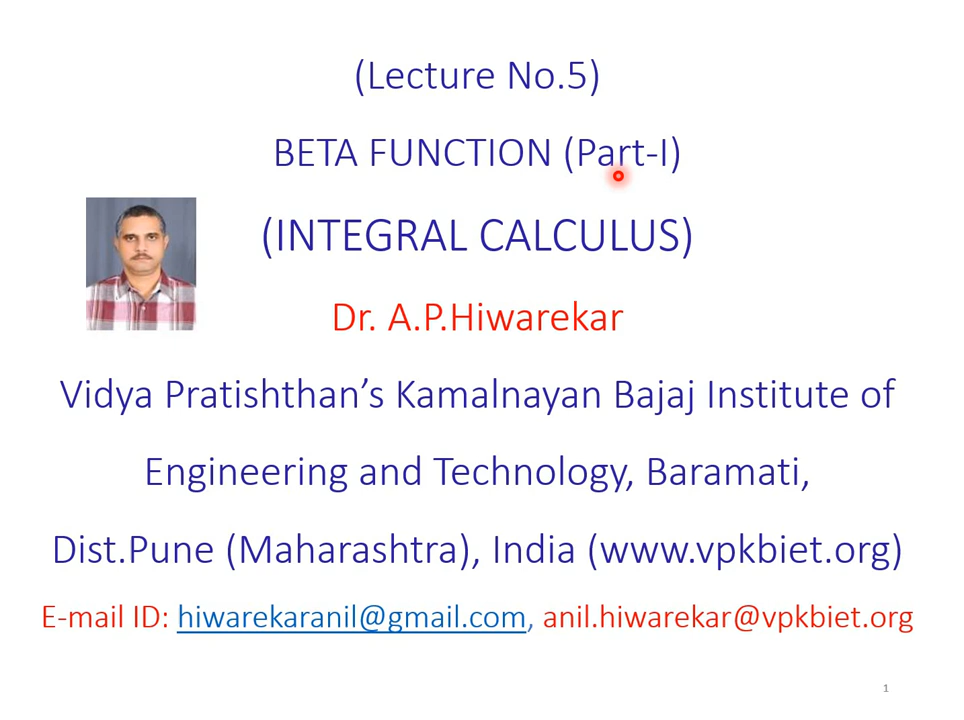 (Lecture No.5)
BETA FUNCTION (Part-I)
(INTEGRAL CALCULUS)
Dr. A.P.Hiwarekar
Vidya Pratishthan’s Kamalnayan Bajaj Institute of
Engineering and Technology, Baramati,
Dist.Pune (Maharashtra), India (www.vpkbiet.org)
E-mail ID: hiwarekaranil@gmail.com, anil.hiwarekar@vpkbiet.org
1